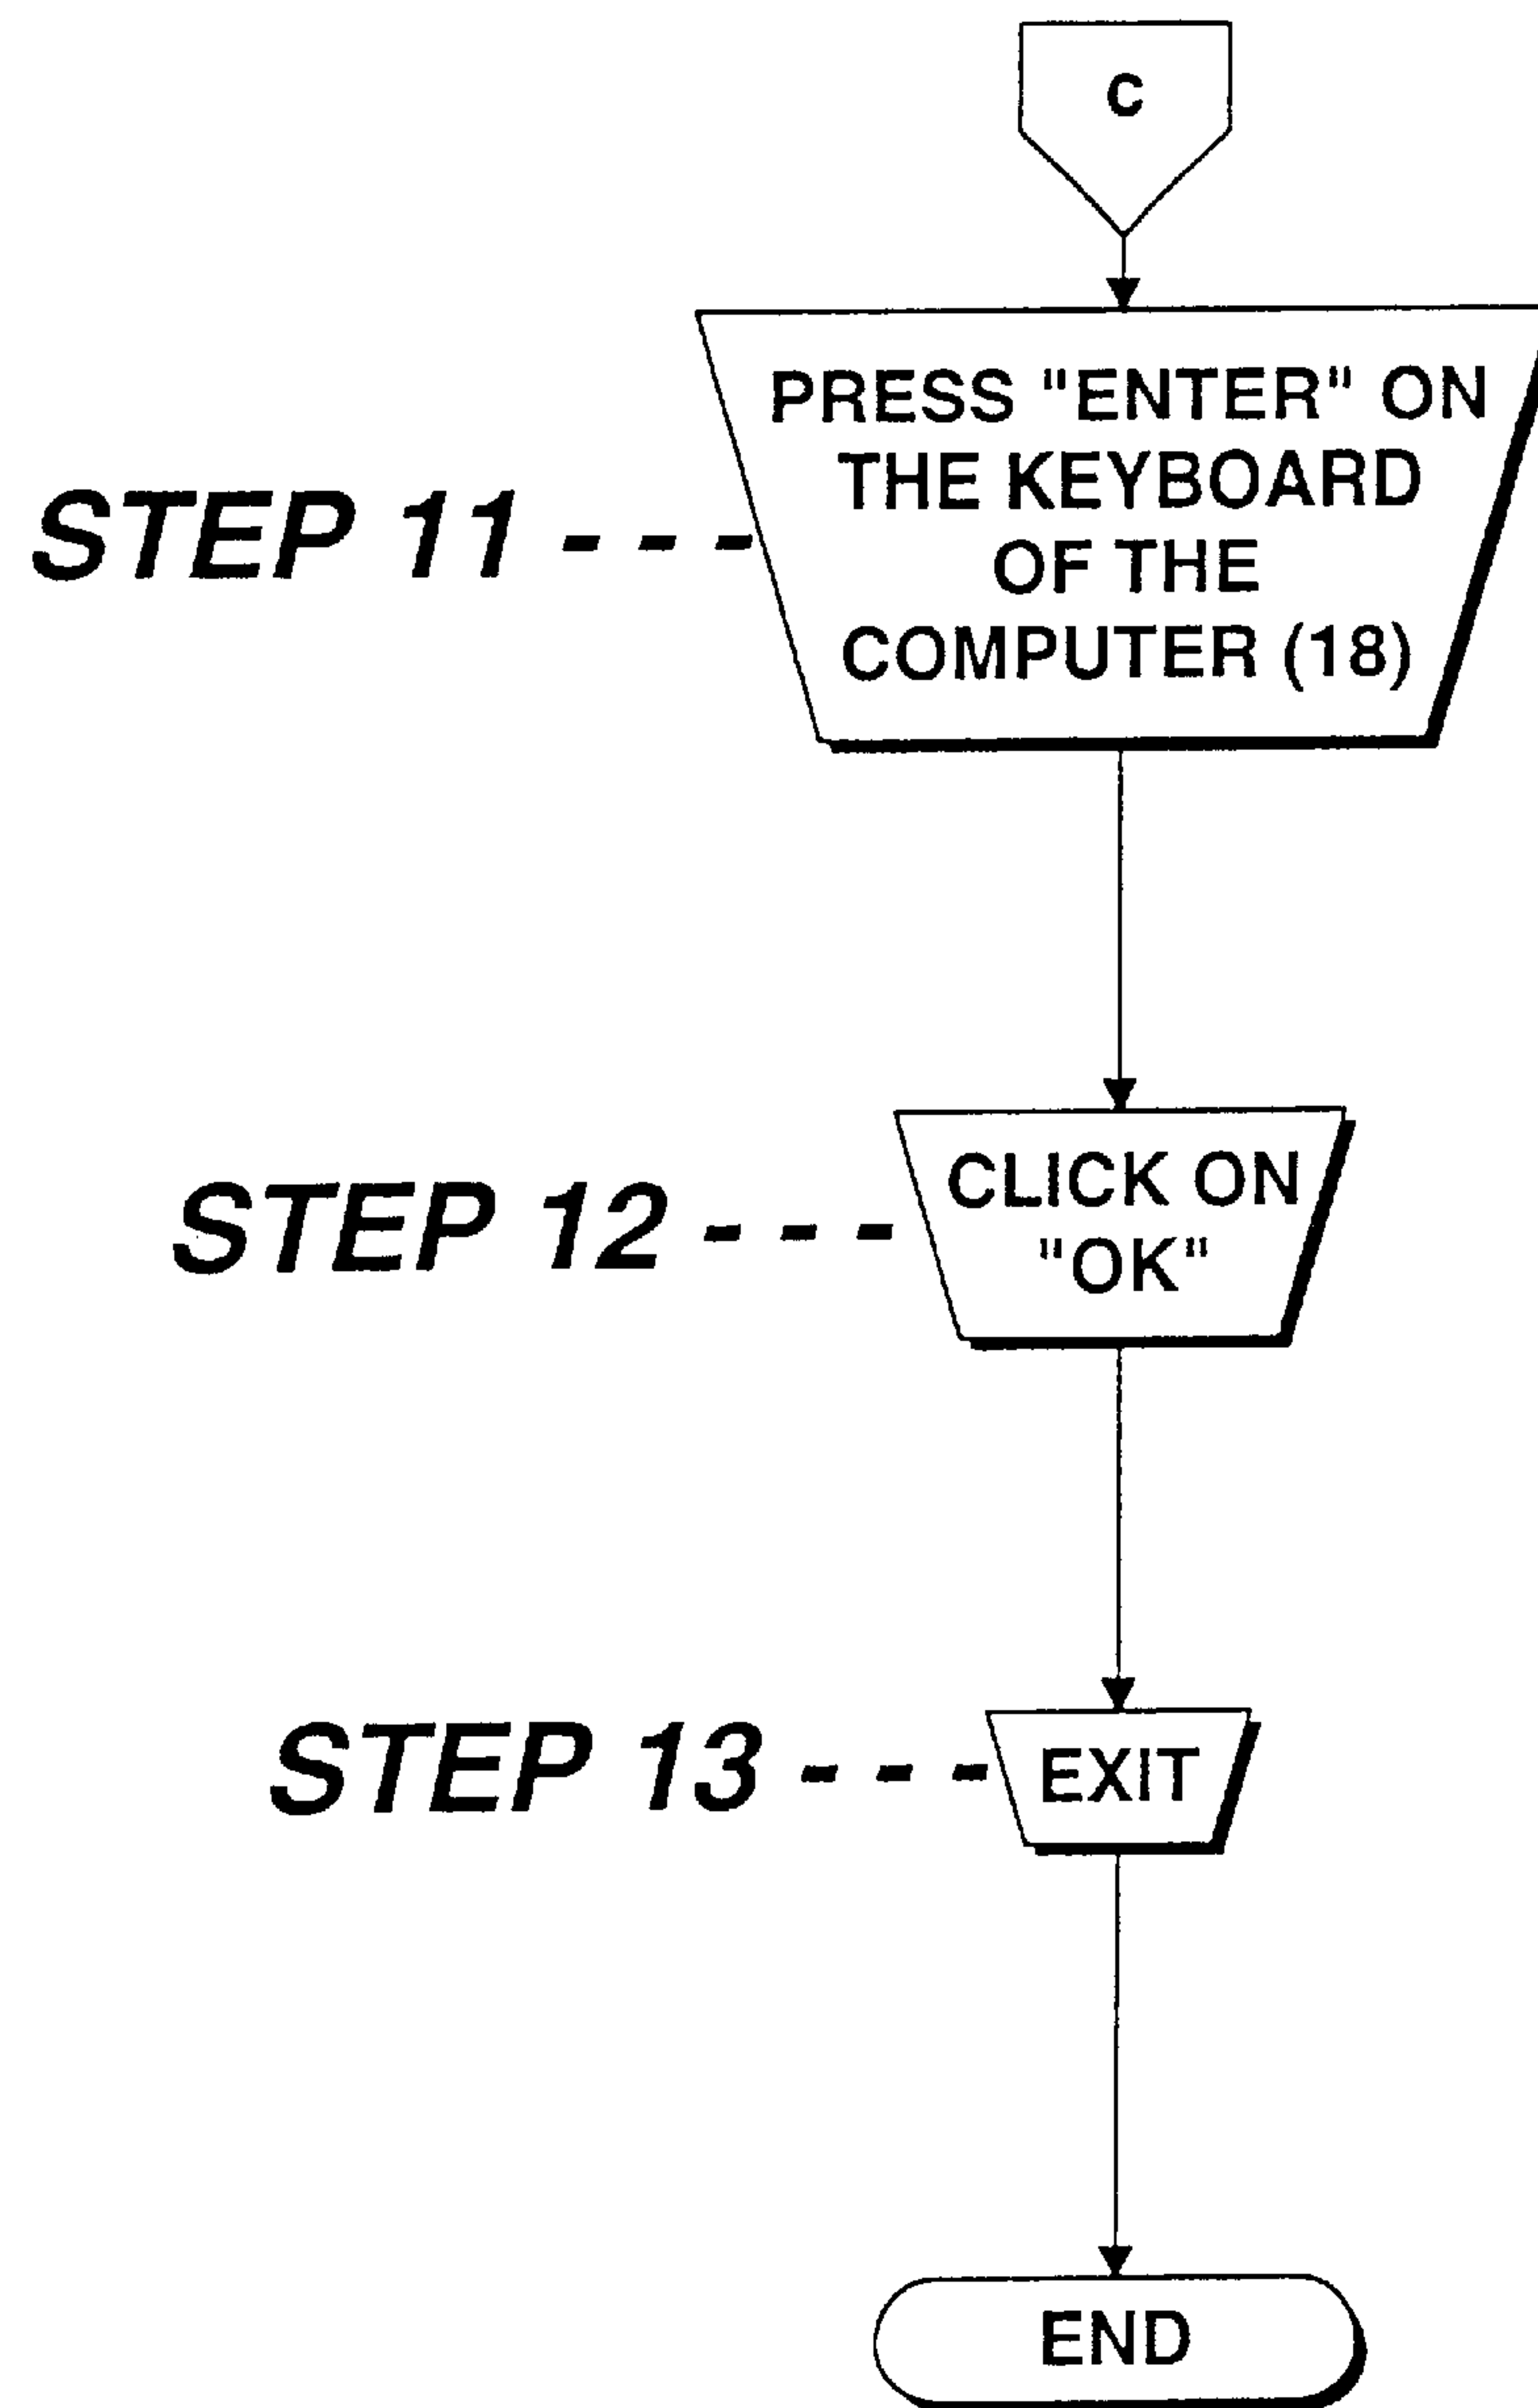 C
PRESS "ENTER" ON
THE KEYBOARD
OF THE
COMPUTER (18)
STEP 11 - - -
CLICK ON
"OK"
STEP 12 - - -
STEP 13 - - -
EXIT
END